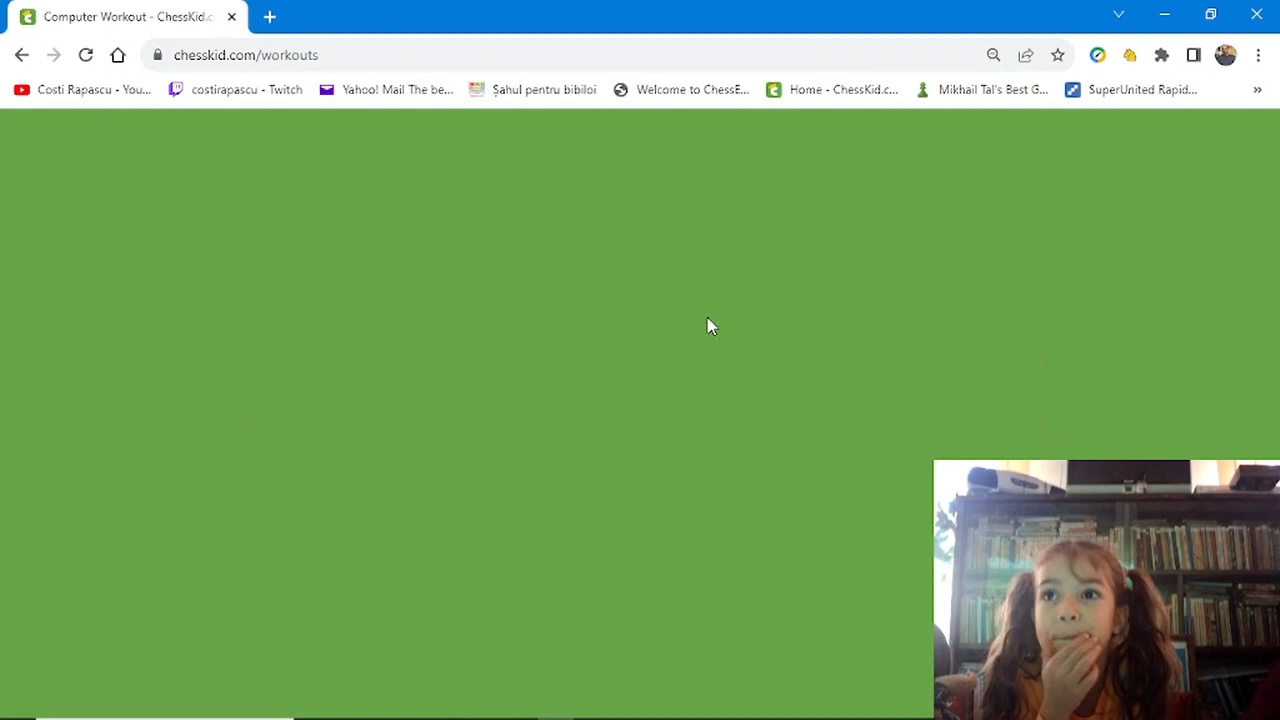 Computer Workout - ChessKid.c
chesskid.com/workouts
Costi Rapascu - You...
costirapascu - Twitch
Yahoo! Mail The be...
Șahul pentru bibiloi
Welcome to ChessE...
Home - ChessKid.c...
Mikhail Tal's Best G...
SuperUnited Rapid...
»